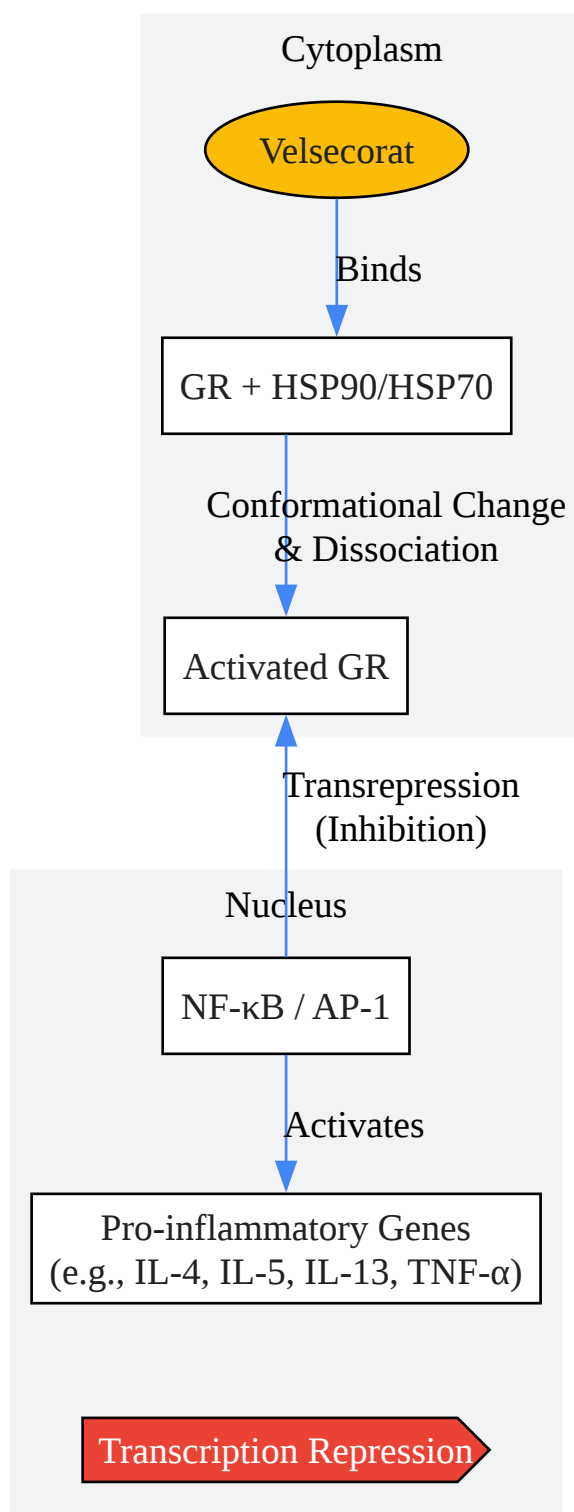 Cytoplasm
Velsecorat
Binds
GR + HSP90/HSP70
Conformational Change
& Dissociation
Activated GR
Transrepression
(Inhibition)
Nucleus
NF-κB / AP-1
Activates
Pro-inflammatory Genes
(e.g., IL-4, IL-5, IL-13, TNF-α)
Transcription Repression